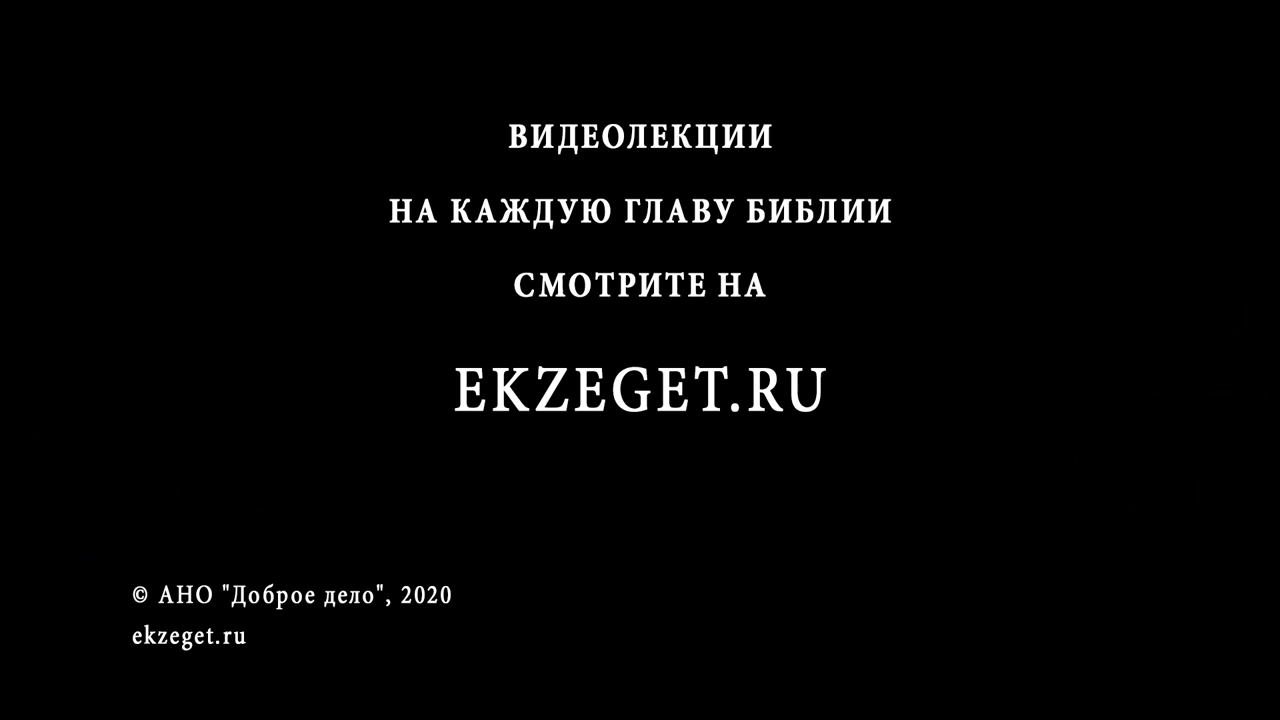 ВИДЕОЛЕКЦИИ
НА КАЖДУЮ ГЛАВУ БИБЛИИ
СМОТРИТЕ НА
EKZEGET.RU
© АНО "Доброе дело", 2020
ekzeget.ru